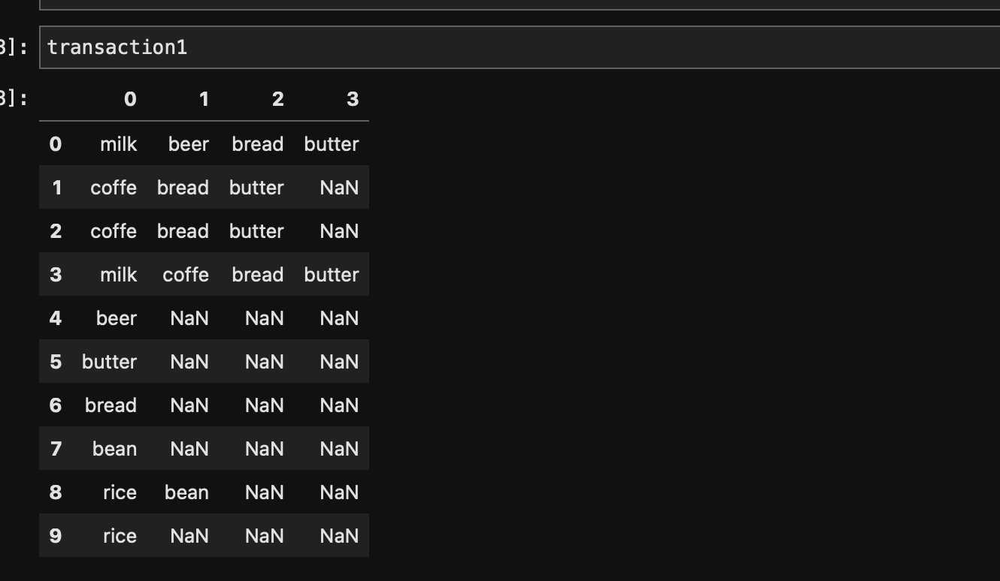 3]: transaction1
3]: 0 1 2 3
0 milk beer bread butter
1 coffe bread butter NaN
2 coffe bread butter NaN
3 milk coffe bread butter
4 beer NaN NaN NaN
5 butter NaN NaN NaN
6 bread NaN NaN NaN
7 bean NaN NaN NaN
8 rice bean NaN NaN
9 rice NaN NaN NaN